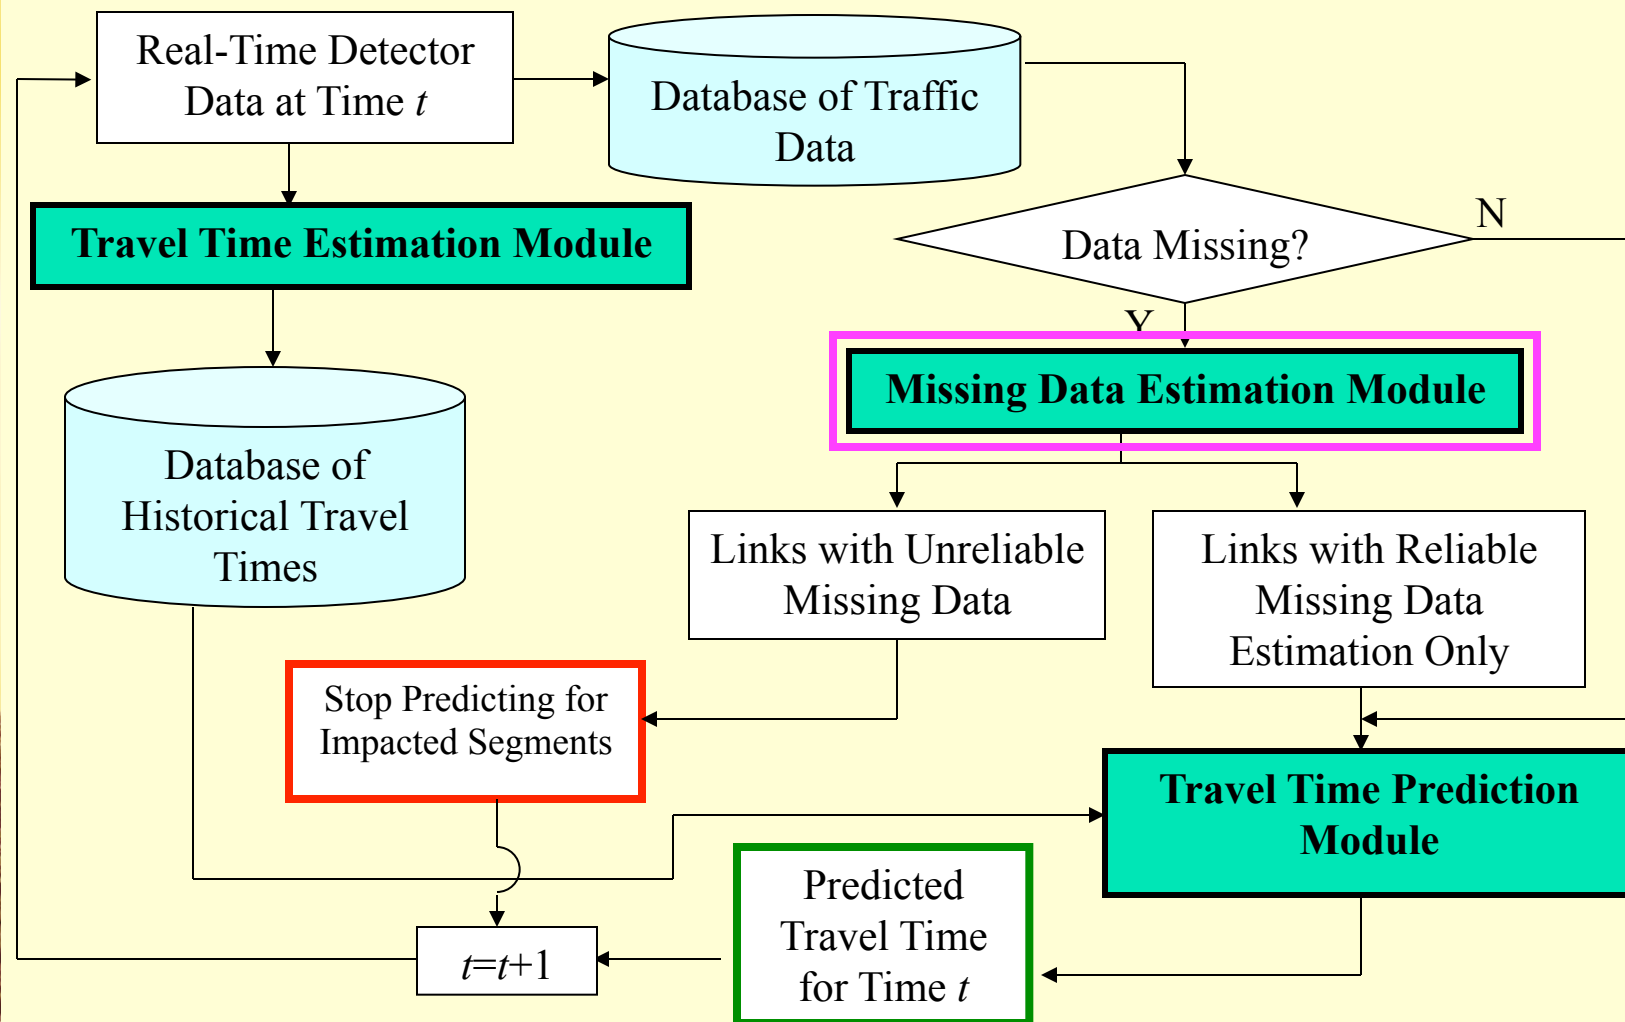 Real-Time Detector
Data at Time t
Database of Traffic
Data
Travel Time Estimation Module
Data Missing?
N
Y
Missing Data Estimation Module
Database of
Historical Travel
Times
Links with Unreliable
Missing Data
Links with Reliable
Missing Data
Estimation Only
Stop Predicting for
Impacted Segments
Travel Time Prediction
Module
Predicted
Travel Time
for Time t
t=t+1